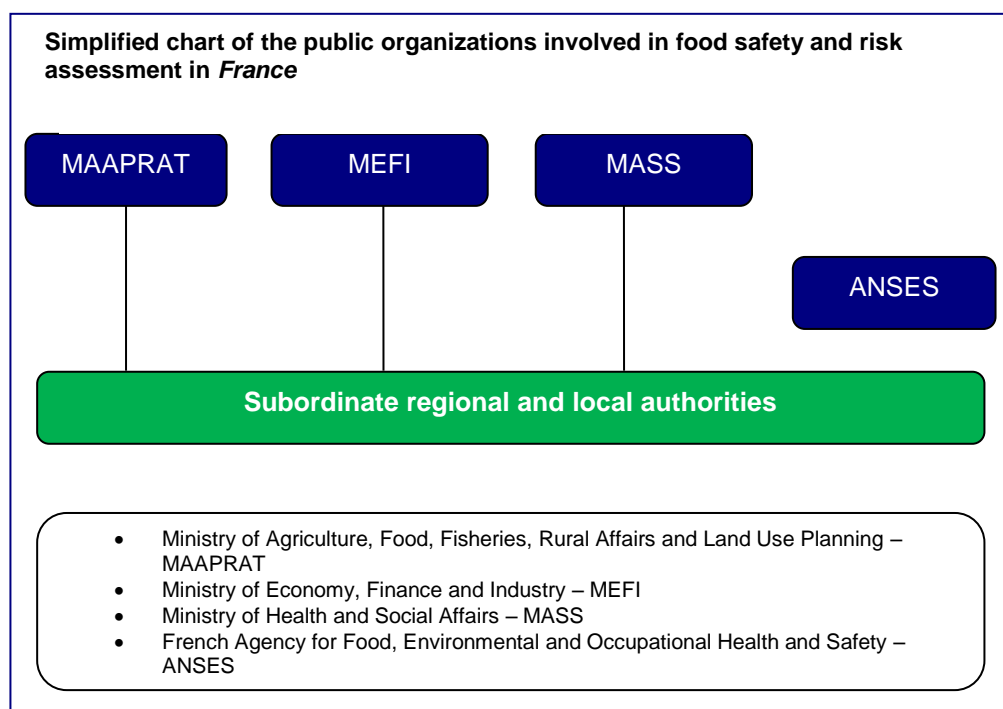 Simplified chart of the public organizations involved in food safety and risk
assessment in France
MAAPRAT
MEFI
MASS
ANSES
Subordinate regional and local authorities
• Ministry of Agriculture, Food, Fisheries, Rural Affairs and Land Use Planning –
MAAPRAT
• Ministry of Economy, Finance and Industry – MEFI
• Ministry of Health and Social Affairs – MASS
• French Agency for Food, Environmental and Occupational Health and Safety –
ANSES